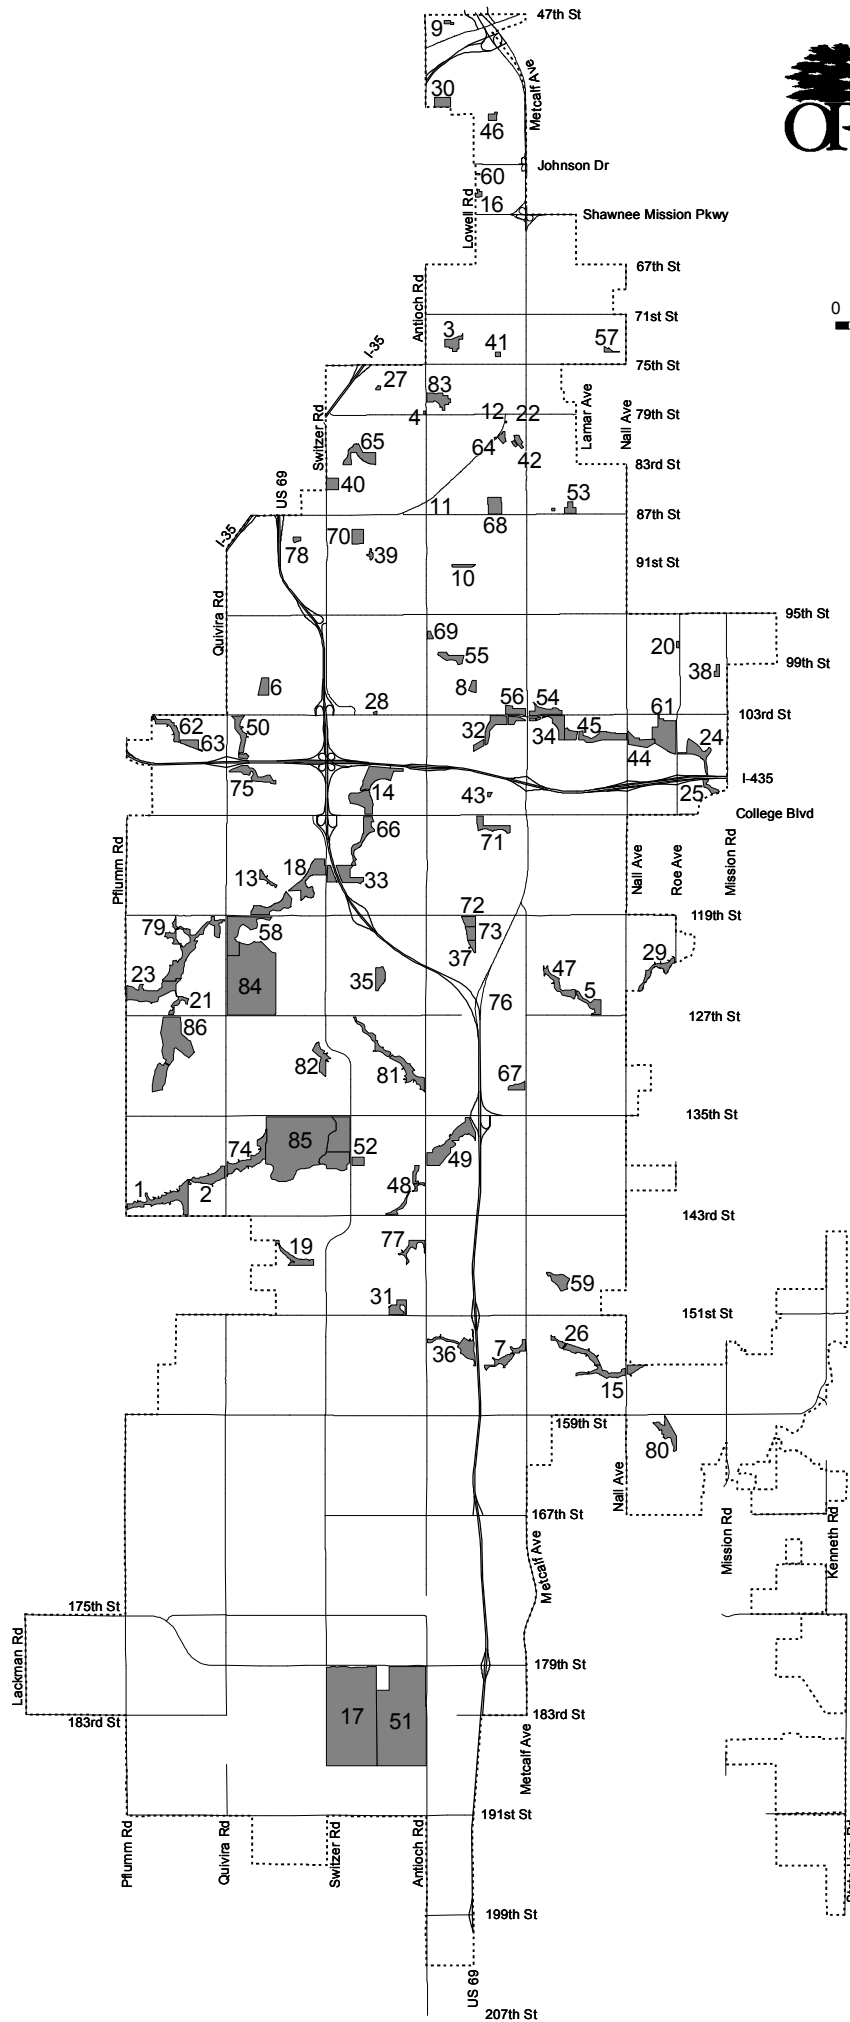 47th St
9
Metcalf Ave
30
46
Johnson Dr
60
Lowell Rd
16
Shawnee Mission Pkwy
67th St
Antioch Rd
0
71st St
3
41
57
I-35
75th St
27
83
Lamar Ave
Nall Ave
4
12
22
79th St
Switzer Rd
65
64
42
83rd St
US 69
40
53
11
68
87th St
I-35
78
70
39
91st St
10
Quivira Rd
95th St
69
20
55
99th St
38
6
8
28
56
54
61
103rd St
62
50
32
34
45
24
63
44
75
I-435
14
43
25
College Blvd
66
71
Pflumm Rd
18
13
33
Nall Ave
Roe Ave
Mission Rd
72
119th St
79
58
73
29
37
47
23
84
35
5
21
76
127th St
86
82
81
67
135th St
85
74
52
49
1
2
48
143rd St
19
77
59
31
151st St
36
7
26
15
159th St
80
Nall Ave
167th St
Metcalf Ave
Mission Rd
Kenneth Rd
175th St
Lackman Rd
179th St
17
51
183rd St
183rd St
Metcalf Ave
191st St
Pflumm Rd
Quivira Rd
Switzer Rd
Antioch Rd
199th St
US 69
207th St